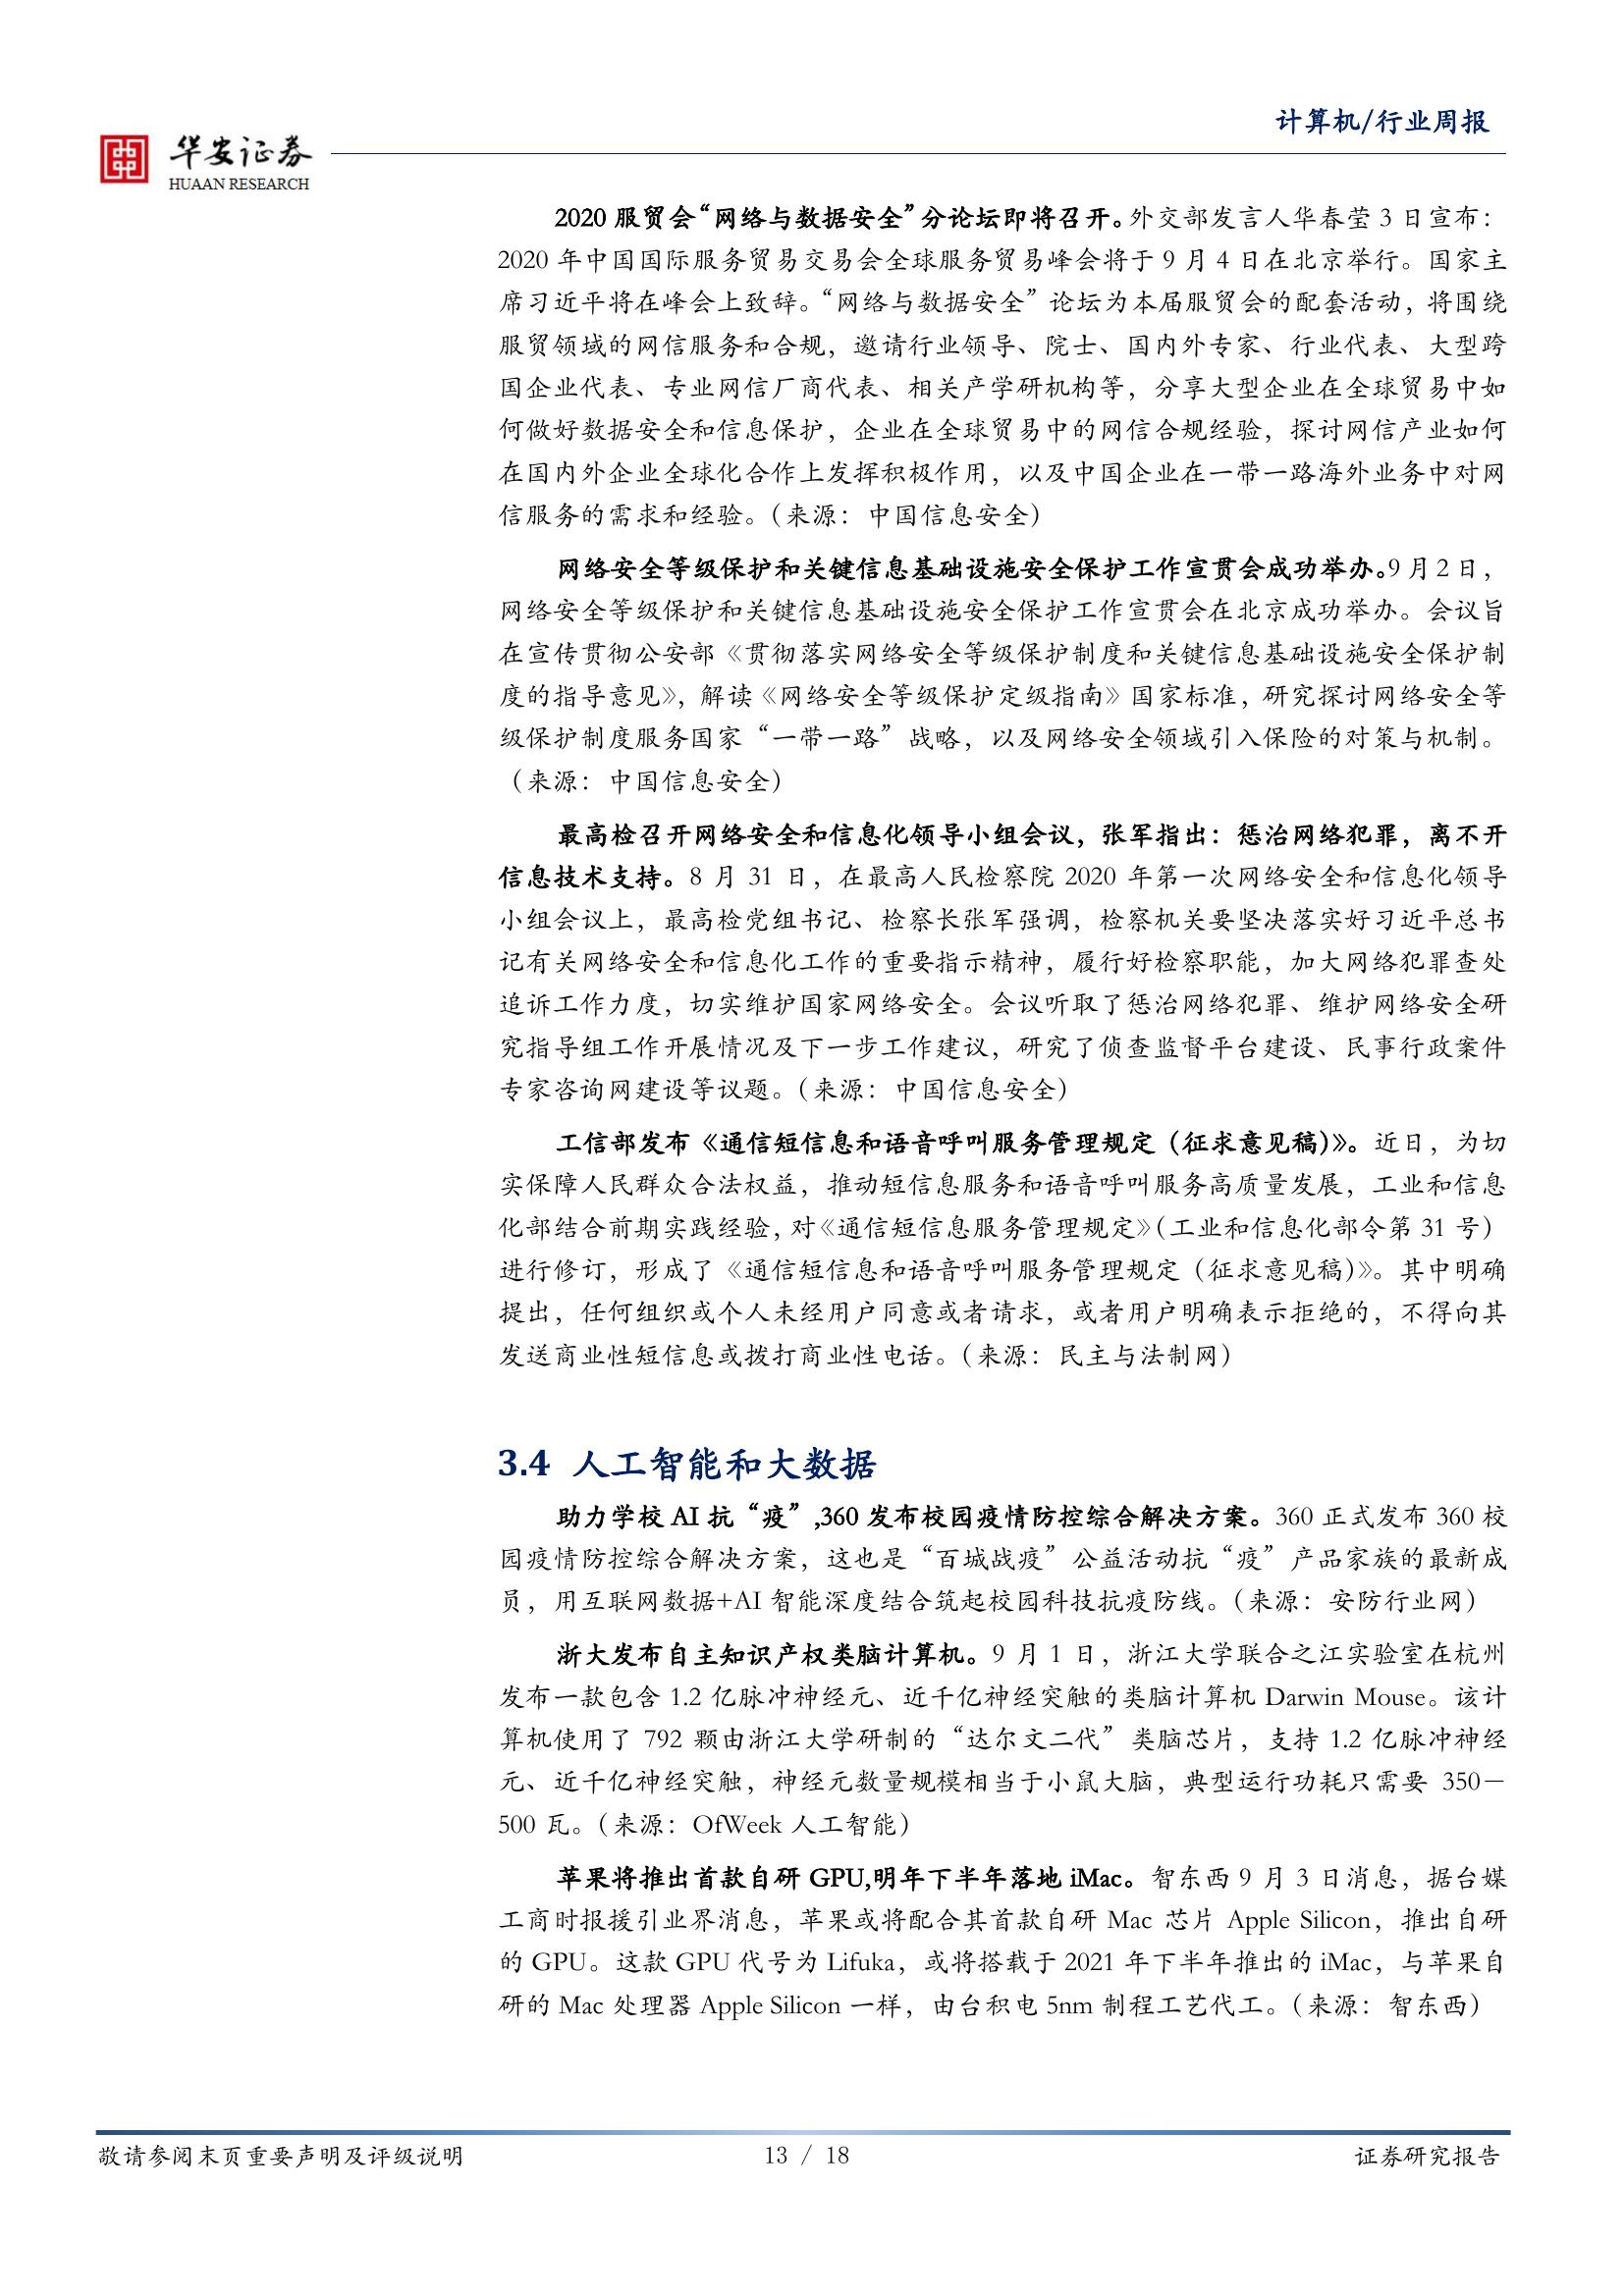 计算机/行业周报
华安证券
HUAAN RESEARCH
2020 服贸会“网络与数据安全”分论坛即将召开。外交部发言人华春莹 3 日宣布：
2020 年中国国际服务贸易交易会全球服务贸易峰会将于 9 月 4 日在北京举行。国家主
席习近平将在峰会上致辞。“网络与数据安全”论坛为本届服贸会的配套活动，将围绕
服贸领域的网信服务和合规，邀请行业领导、院士、国内外专家、行业代表、大型跨
国企业代表、专业网信厂商代表、相关产学研机构等，分享大型企业在全球贸易中如
何做好数据安全和信息保护，企业在全球贸易中的网信合规经验，探讨网信产业如何
在国内外企业全球化合作上发挥积极作用，以及中国企业在一带一路海外业务中对网
信服务的需求和经验。（来源：中国信息安全）
网络安全等级保护和关键信息基础设施安全保护工作宣贯会成功举办。9 月 2 日，
网络安全等级保护和关键信息基础设施安全保护工作宣贯会在北京成功举办。会议旨
在宣传贯彻公安部《贯彻落实网络安全等级保护制度和关键信息基础设施安全保护制
度的指导意见》，解读《网络安全等级保护定级指南》国家标准，研究探讨网络安全等
级保护制度服务国家“一带一路”战略，以及网络安全领域引入保险的对策与机制。
（来源：中国信息安全）
最高检召开网络安全和信息化领导小组会议，张军指出：惩治网络犯罪，离不开
信息技术支持。8 月 31 日，在最高人民检察院 2020 年第一次网络安全和信息化领导
小组会议上，最高检党组书记、检察长张军强调，检察机关要坚决落实好习近平总书
记有关网络安全和信息化工作的重要指示精神，履行好检察职能，加大网络犯罪查处
追诉工作力度，切实维护国家网络安全。会议听取了惩治网络犯罪、维护网络安全研
究指导组工作开展情况及下一步工作建议，研究了侦查监督平台建设、民事行政案件
专家咨询网建设等议题。（来源：中国信息安全）
工信部发布《通信短信息和语音呼叫服务管理规定（征求意见稿）》。近日，为切
实保障人民群众合法权益，推动短信息服务和语音呼叫服务高质量发展，工业和信息
化部结合前期实践经验，对《通信短信息服务管理规定》（工业和信息化部令第 31 号）
进行修订，形成了《通信短信息和语音呼叫服务管理规定（征求意见稿）》。其中明确
提出，任何组织或个人未经用户同意或者请求，或者用户明确表示拒绝的，不得向其
发送商业性短信息或拨打商业性电话。（来源：民主与法制网）
3.4 人工智能和大数据
助力学校 AI 抗“疫”,360 发布校园疫情防控综合解决方案。360 正式发布 360 校
园疫情防控综合解决方案，这也是“百城战疫”公益活动抗“疫”产品家族的最新成
员，用互联网数据+AI 智能深度结合筑起校园科技抗疫防线。（来源：安防行业网）
浙大发布自主知识产权类脑计算机。9 月 1 日，浙江大学联合之江实验室在杭州
发布一款包含 1.2 亿脉冲神经元、近千亿神经突触的类脑计算机 Darwin Mouse。该计
算机使用了 792 颗由浙江大学研制的“达尔文二代”类脑芯片，支持 1.2 亿脉冲神经
元、近千亿神经突触，神经元数量规模相当于小鼠大脑，典型运行功耗只需要 350－
500 瓦。（来源：OfWeek 人工智能）
苹果将推出首款自研 GPU,明年下半年落地 iMac。智东西 9 月 3 日消息，据台媒
工商时报援引业界消息，苹果或将配合其首款自研 Mac 芯片 Apple Silicon，推出自研
的 GPU。这款 GPU 代号为 Lifuka，或将搭载于 2021 年下半年推出的 iMac，与苹果自
研的 Mac 处理器 Apple Silicon 一样，由台积电 5nm 制程工艺代工。（来源：智东西）
敬请参阅末页重要声明及评级说明
13 / 18
证券研究报告